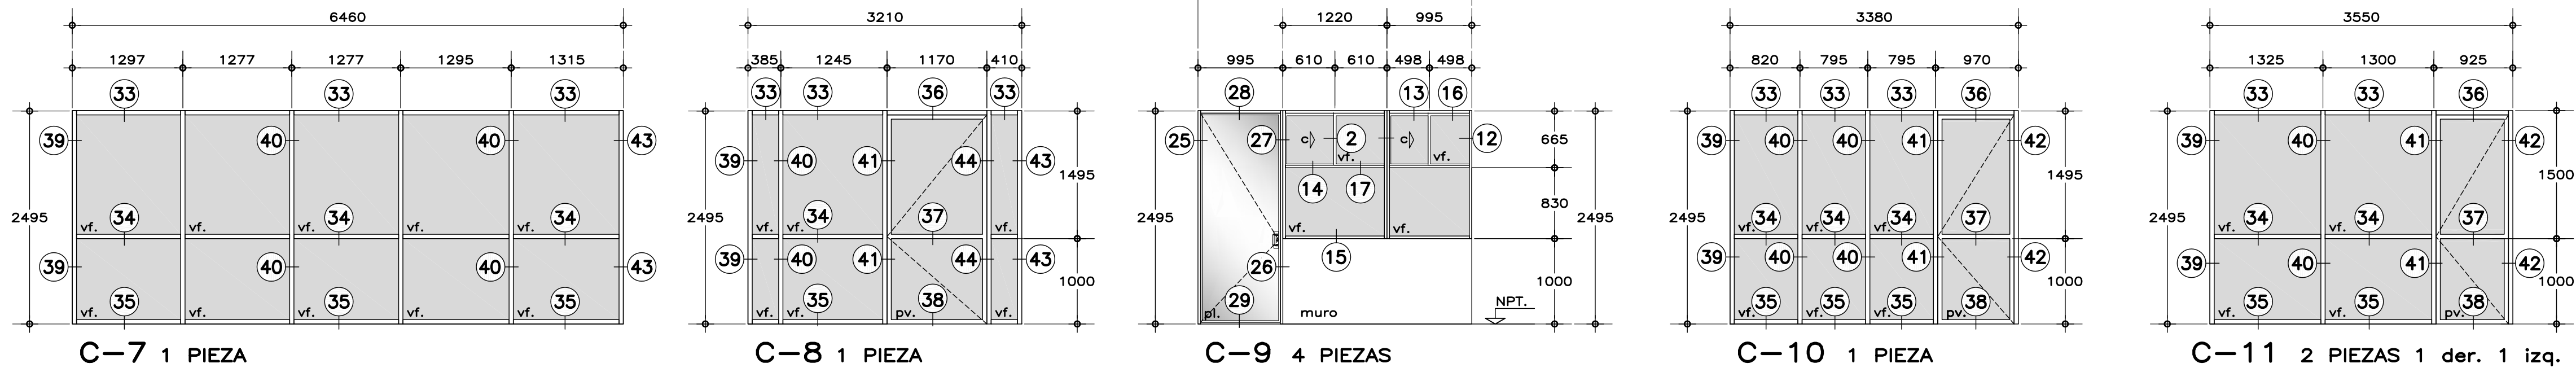 6460
1297 1277 1277 1295 1315
33 33 33
39 40 40 43
2495
34 34 34
vf. vf. vf. vf. vf.
39 40 40 43
35 35 35
vf. vf. vf. vf. vf.
C-7 1 PIEZA
3210
385 1245 1170 410
33 33 36 33
39 40 41 44 43
1495
2495
34 37
vf. vf. vf.
39 40 41 44 43
1000
35 38
vf. vf. pv. vf.
C-8 1 PIEZA
1220 995
995 610 610 498 498
28 13 16
25 27 c 2 c 12
665
vf. vf.
14 17
830
2495 2495
vf. vf.
15
26
1000
29
NPT.
pl. muro
C-9 4 PIEZAS
3380
820 795 795 970
33 33 33 36
39 40 40 41 42
1495
2495
34 34 34 37
vf. vf. vf.
39 40 40 41 42
1000
35 35 35 38
vf. vf. vf. pv.
C-10 1 PIEZA
3550
1325 1300 925
33 33 36
39 40 41 42
1500
2495
34 34 37
vf. vf.
39 40 41 42
1000
35 35 38
vf. vf. pv.
C-11 2 PIEZAS 1 der. 1 izq.